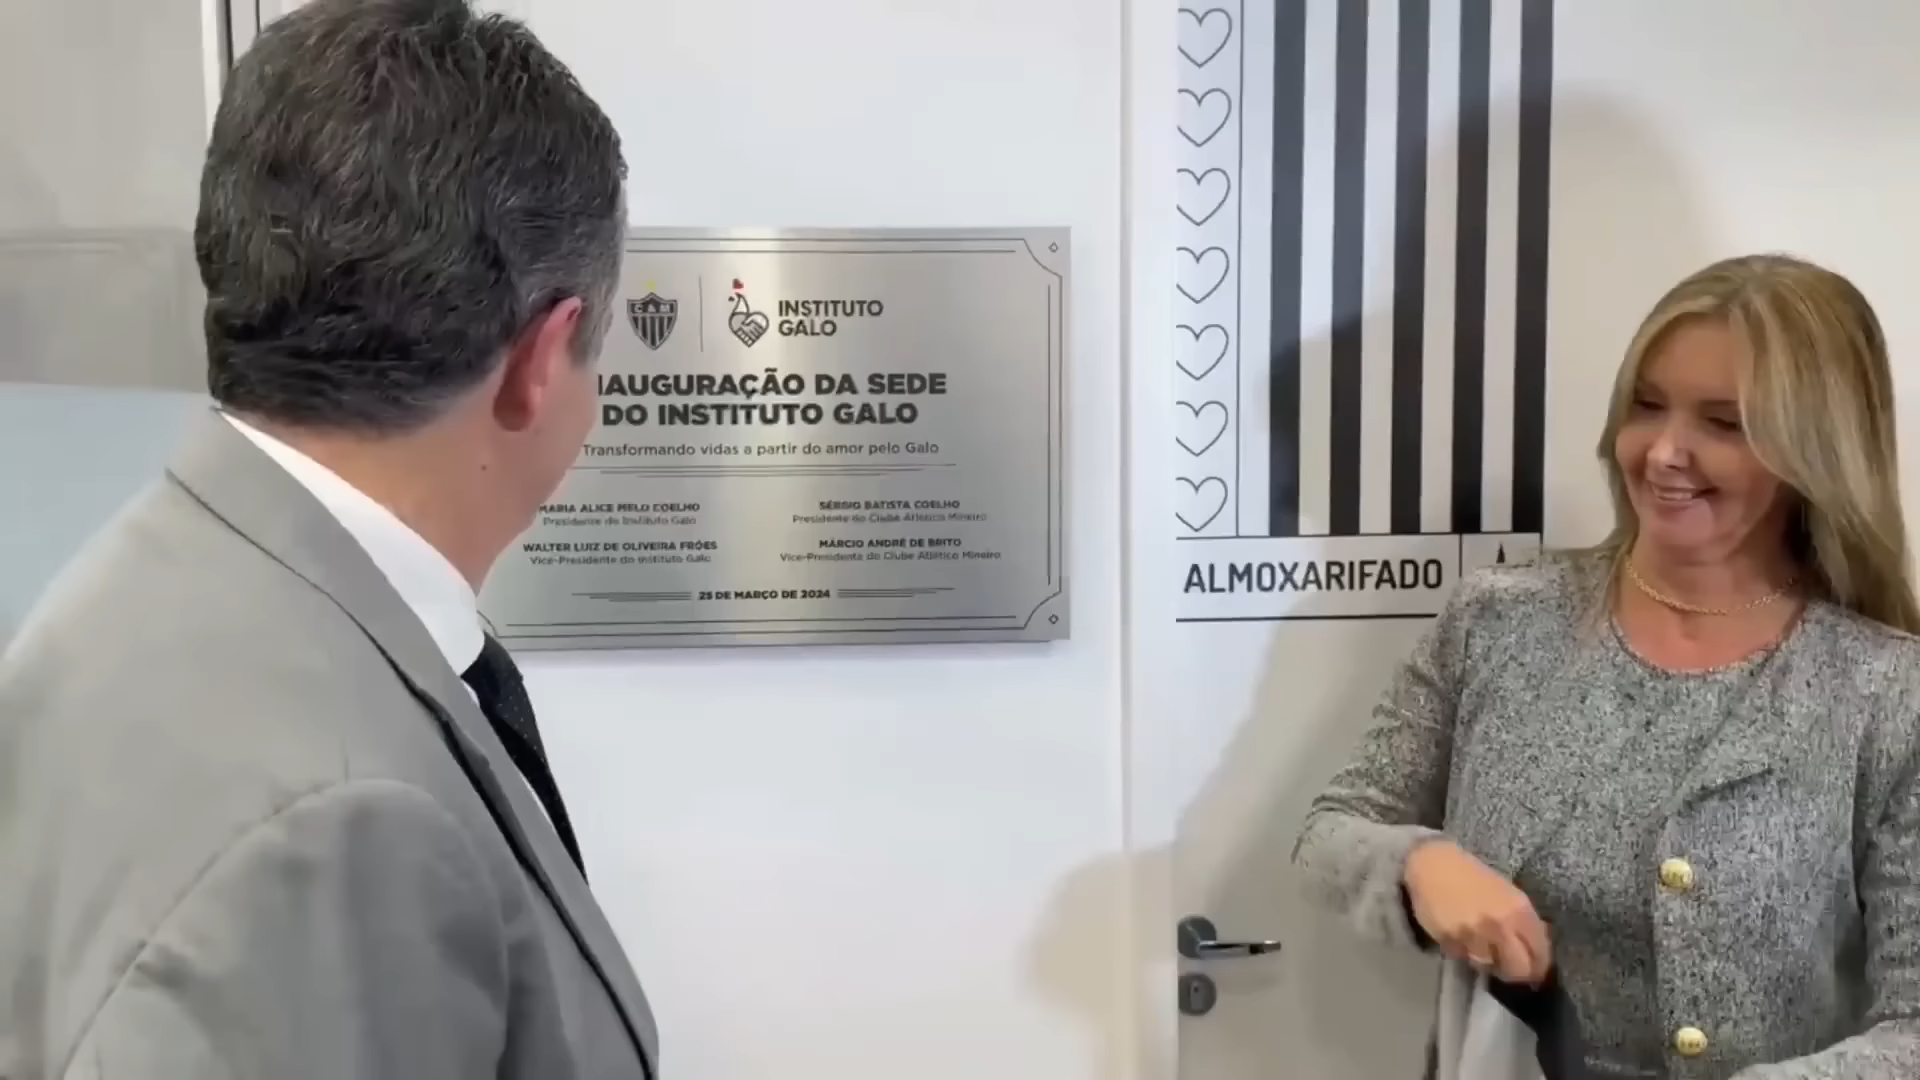 CAM
INSTITUTO
GALO
NAUGURAÇÃO DA SEDE
DO INSTITUTO GALO
Transformando vidas a partir do amor pelo Galo
MARIA ALICE MELO COELHO
Presidente do Instituto Galo
SÉRGIO BATISTA COELHO
Presidente do Clube Atlético Mineiro
WALTER LUIZ DE OLIVEIRA FRÓES
Vice-Presidente do Instituto Galo
MÁRCIO ANDRÉ DE BRITO
Vice-Presidente do Clube Atlético Mineiro
25 DE MARÇO DE 2024
ALMOXARIFADO